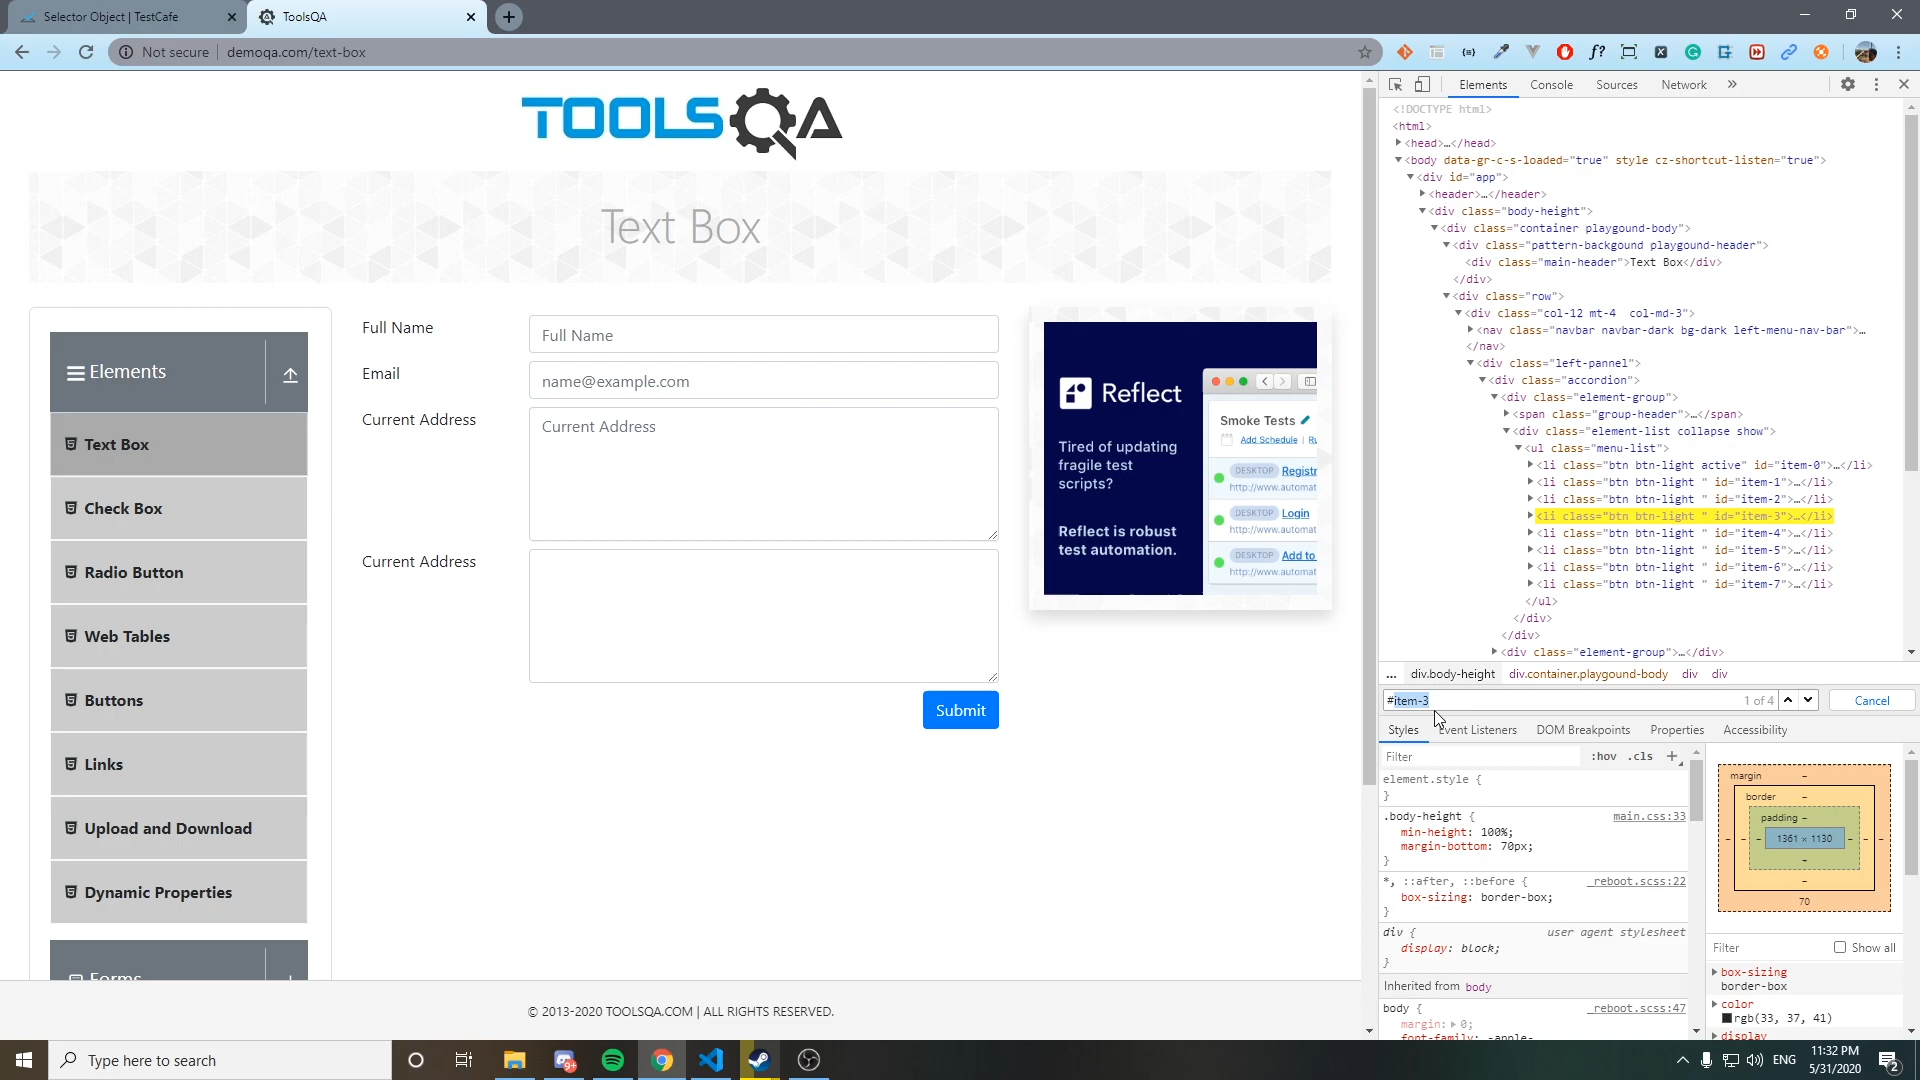 Selector Object | TestCafe
ToolsQA
Not secure
demoqa.com/text-box
TOOLSQA
Text Box
Elements
Text Box
Check Box
Radio Button
Web Tables
Buttons
Links
Upload and Download
Dynamic Properties
Forms
Full Name
Full Name
Email
name@example.com
Current Address
Current Address
Current Address
Submit
Reflect
Tired of updating
fragile test
scripts?
Reflect is robust
test automation.
Smoke Tests
Add Schedule | Ru
DESKTOP Registr
http://www.automat
DESKTOP Login
http://www.automat
DESKTOP Add to
http://www.automat
© 2013-2020 TOOLSQA.COM | ALL RIGHTS RESERVED.
Elements Console Sources Network »
<!DOCTYPE html>
<html>
<head>…</head>
<body data-gr-c-s-loaded="true" style cz-shortcut-listen="true">
<div id="app">
<header>…</header>
<div class="body-height">
<div class="container playgound-body">
<div class="pattern-backgound playgound-header">
<div class="main-header">Text Box</div>
</div>
<div class="row">
<div class="col-12 mt-4  col-md-3">
<nav class="navbar navbar-dark bg-dark left-menu-nav-bar">…
</nav>
<div class="left-pannel">
<div class="accordion">
<div class="element-group">
<span class="group-header">…</span>
<div class="element-list collapse show">
<ul class="menu-list">
<li class="btn btn-light active" id="item-0">…</li>
<li class="btn btn-light " id="item-1">…</li>
<li class="btn btn-light " id="item-2">…</li>
<li class="btn btn-light " id="item-3">…</li>
<li class="btn btn-light " id="item-4">…</li>
<li class="btn btn-light " id="item-5">…</li>
<li class="btn btn-light " id="item-6">…</li>
<li class="btn btn-light " id="item-7">…</li>
</ul>
</div>
</div>
<div class="element-group">…</div>
… div.body-height div.container.playgound-body div div
#item-3 1 of 4 Cancel
Styles Event Listeners DOM Breakpoints Properties Accessibility
Filter :hov .cls +
element.style {
}
.body-height { main.css:33
min-height: 100%;
margin-bottom: 70px;
}
*, ::after, ::before { _reboot.scss:22
box-sizing: border-box;
}
div { user agent stylesheet
display: block;
}
Inherited from body
body { _reboot.scss:47
margin: 0;
font-family: -apple-
margin –
border –
padding –
1361 × 1130
–
–
70
Filter Show all
box-sizing
border-box
color
rgb(33, 37, 41)
display
Type here to search
ENG
11:32 PM
5/31/2020
2